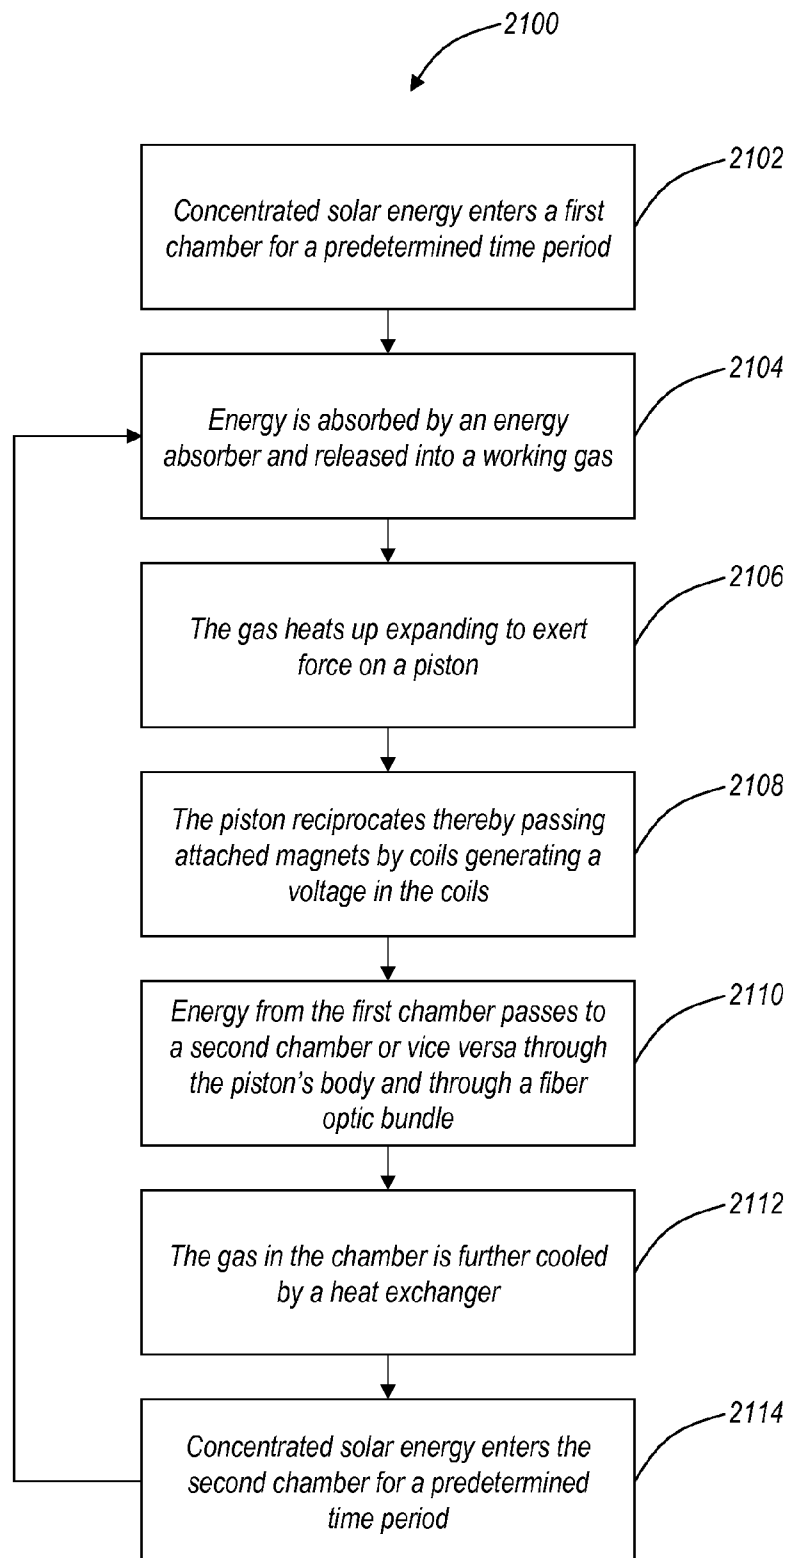 2100
2102
Concentrated solar energy enters a first
chamber for a predetermined time period
2104
Energy is absorbed by an energy
absorber and released into a working gas
2106
The gas heats up expanding to exert
force on a piston
2108
The piston reciprocates thereby passing
attached magnets by coils generating a
voltage in the coils
2110
Energy from the first chamber passes to
a second chamber or vice versa through
the piston's body and through a fiber
optic bundle
2112
The gas in the chamber is further cooled
by a heat exchanger
2114
Concentrated solar energy enters the
second chamber for a predetermined
time period